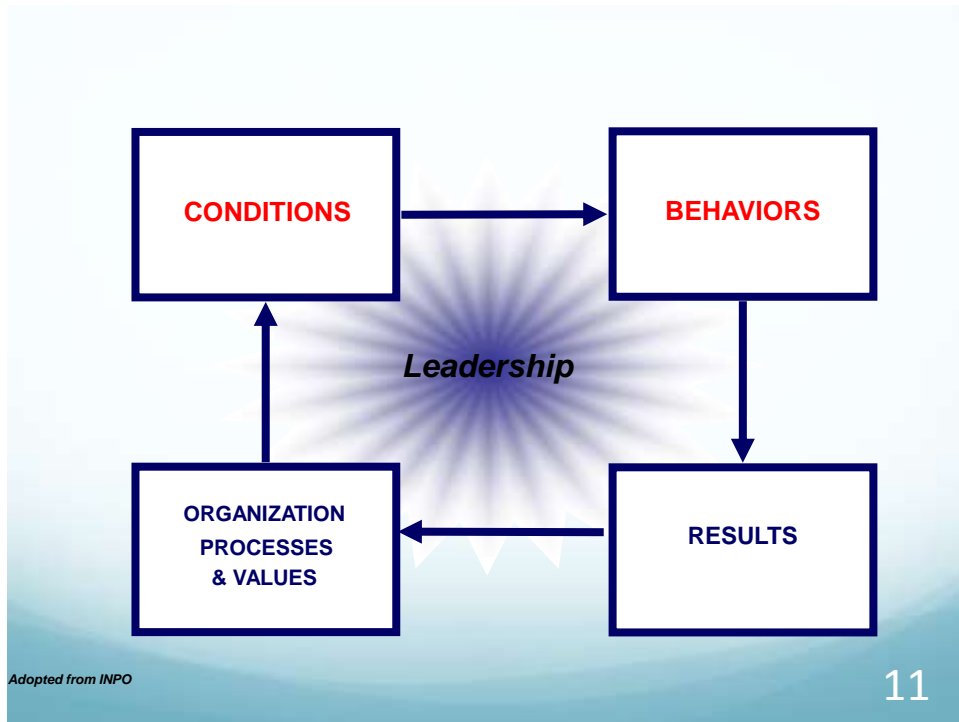 CONDITIONS
BEHAVIORS
Leadership
ORGANIZATION
PROCESSES
& VALUES
RESULTS
Adopted from INPO
11